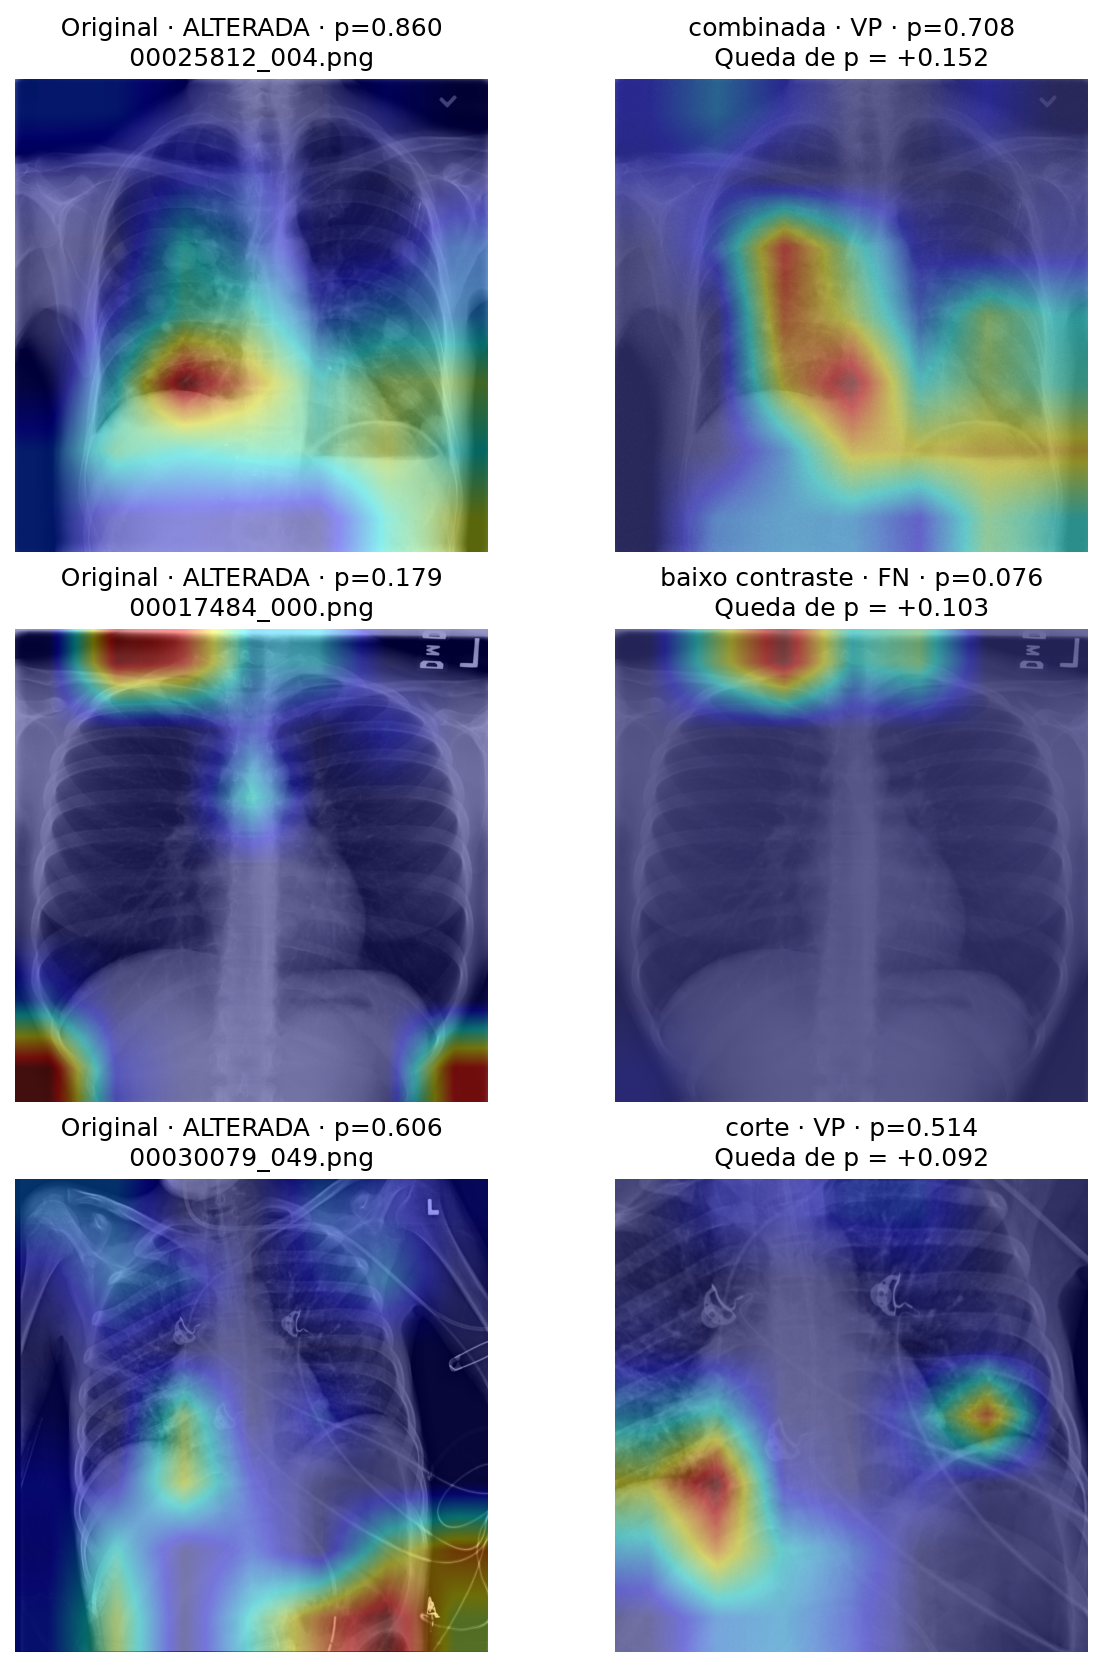 Original · ALTERADA · p=0.860
00025812_004.png
combinada · VP · p=0.708
Queda de p = +0.152
Original · ALTERADA · p=0.179
00017484_000.png
baixo contraste · FN · p=0.076
Queda de p = +0.103
L
L
Original · ALTERADA · p=0.606
00030079_049.png
corte · VP · p=0.514
Queda de p = +0.092
L